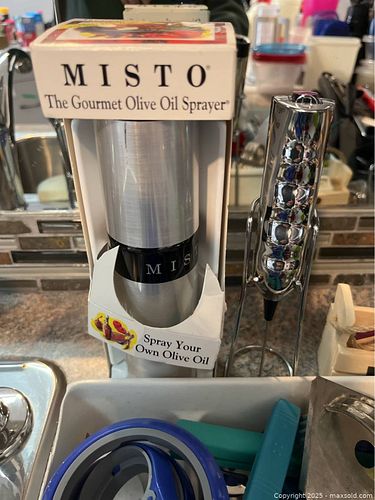 MISTO®
The Gourmet Olive Oil Sprayer®
MIS
Spray Your
Own Olive Oil
Copyright 2025 - maxsold.com